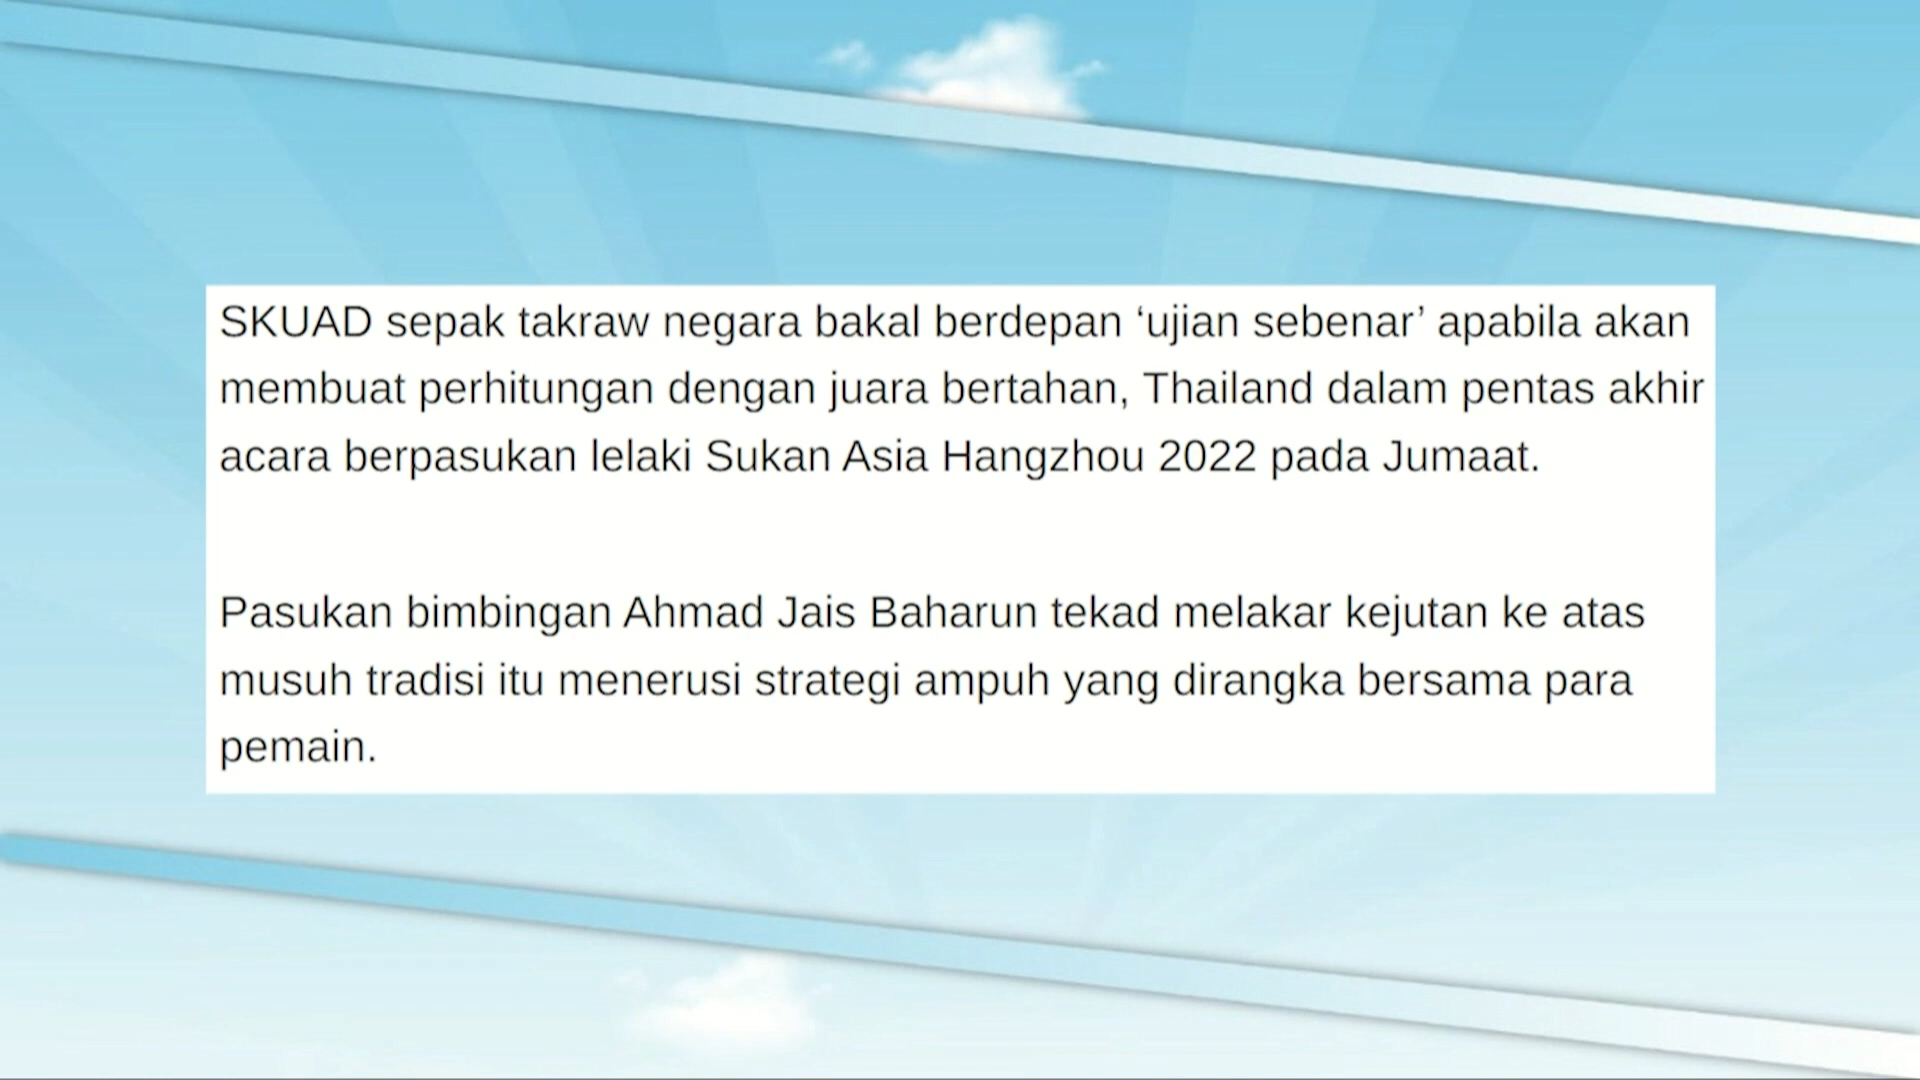 SKUAD sepak takraw negara bakal berdepan ‘ujian sebenar’ apabila akan
membuat perhitungan dengan juara bertahan, Thailand dalam pentas akhir
acara berpasukan lelaki Sukan Asia Hangzhou 2022 pada Jumaat.
Pasukan bimbingan Ahmad Jais Baharun tekad melakar kejutan ke atas
musuh tradisi itu menerusi strategi ampuh yang dirangka bersama para
pemain.